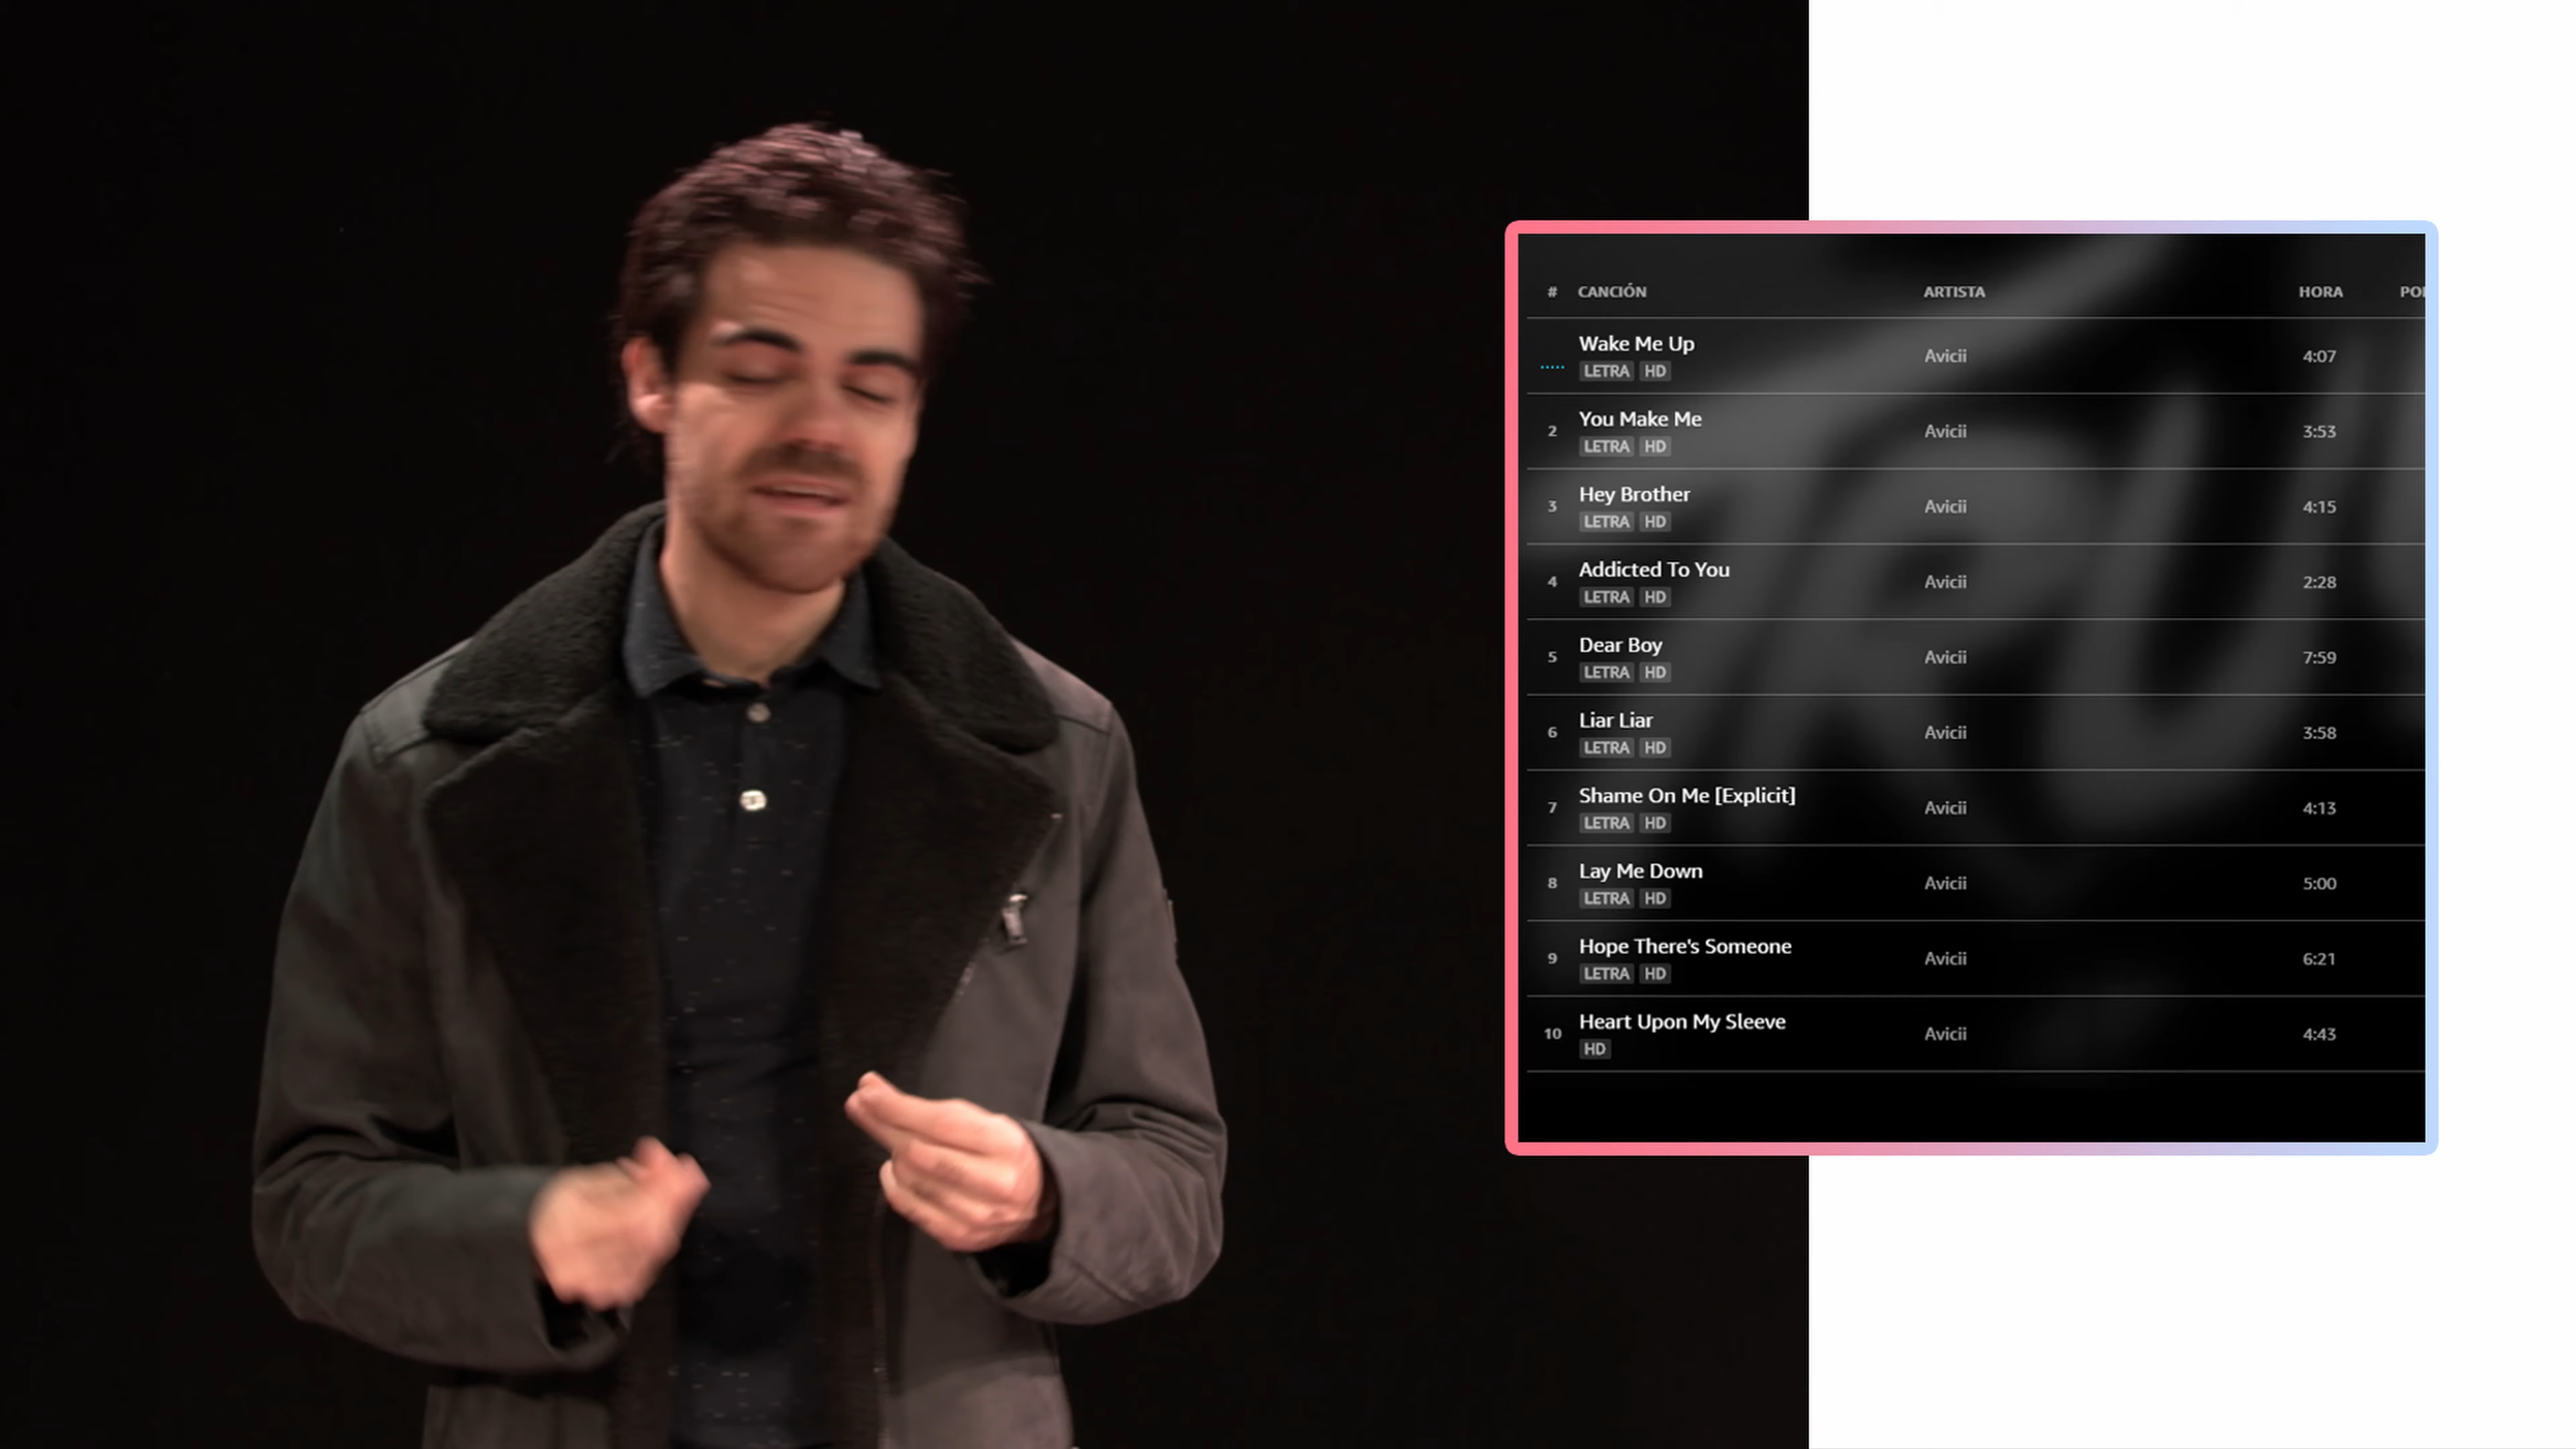 # CANCIÓN ARTISTA HORA PO
Wake Me Up
LETRA HD
Avicii 4:07
2 You Make Me
LETRA HD
Avicii 3:53
3 Hey Brother
LETRA HD
Avicii 4:15
4 Addicted To You
LETRA HD
Avicii 2:28
5 Dear Boy
LETRA HD
Avicii 7:59
6 Liar Liar
LETRA HD
Avicii 3:58
7 Shame On Me [Explicit]
LETRA HD
Avicii 4:13
8 Lay Me Down
LETRA HD
Avicii 5:00
9 Hope There's Someone
LETRA HD
Avicii 6:21
10 Heart Upon My Sleeve
HD
Avicii 4:43